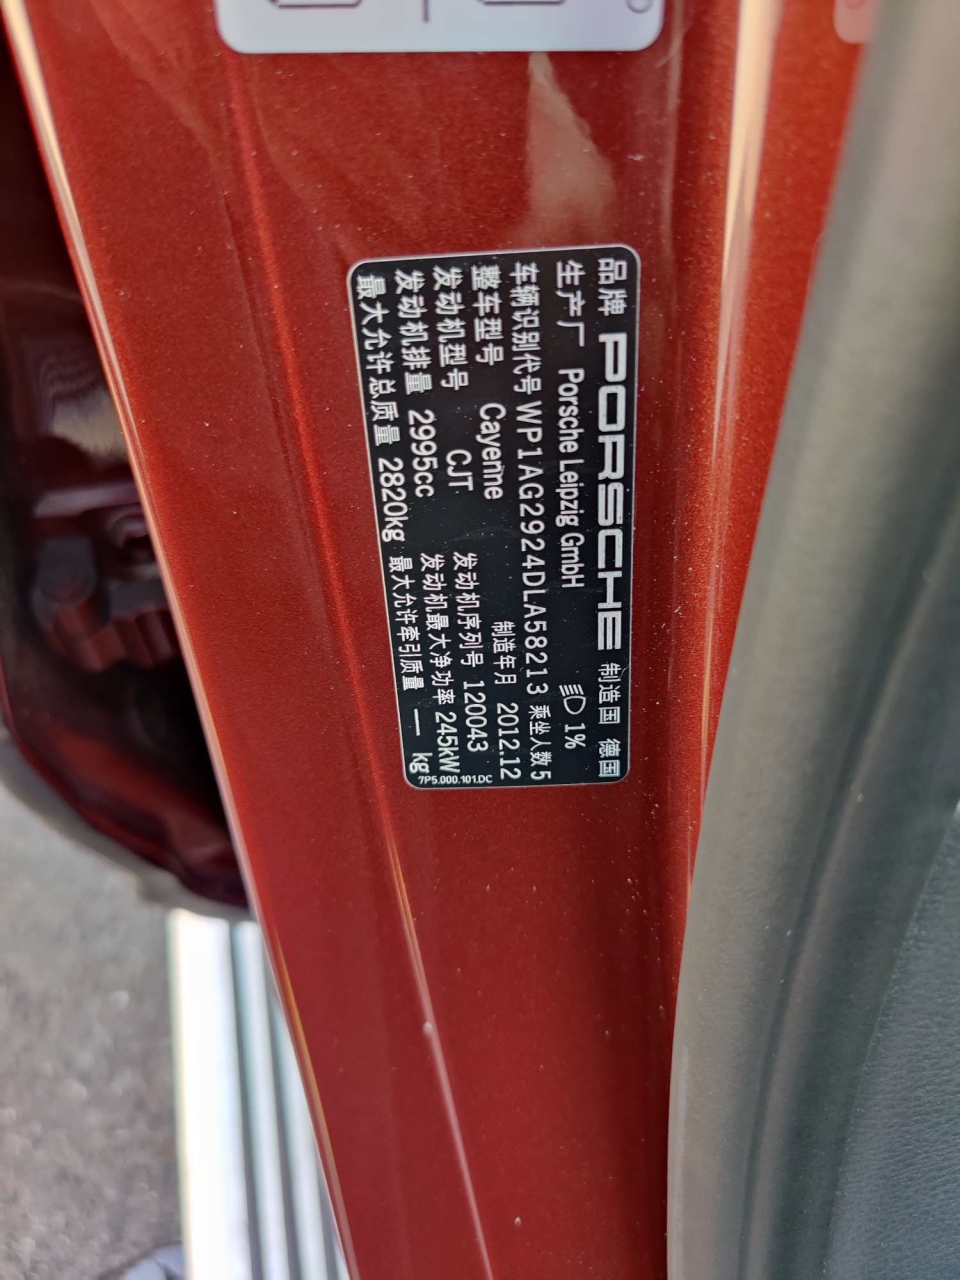 品牌 PORSCHE 制造国 德国
生产厂 Porsche Leipzig GmbH 1%
车辆识别代号 WP1AG2924DLA58213 乘坐人数 5
整车型号 Cayenne 制造年月 2012.12
发动机型号 CJT 发动机序列号 120043
发动机排量 2995cc 发动机最大净功率 245kW
最大允许总质量 2820kg 最大允许牵引质量 — kg
7P5.000.101.DC